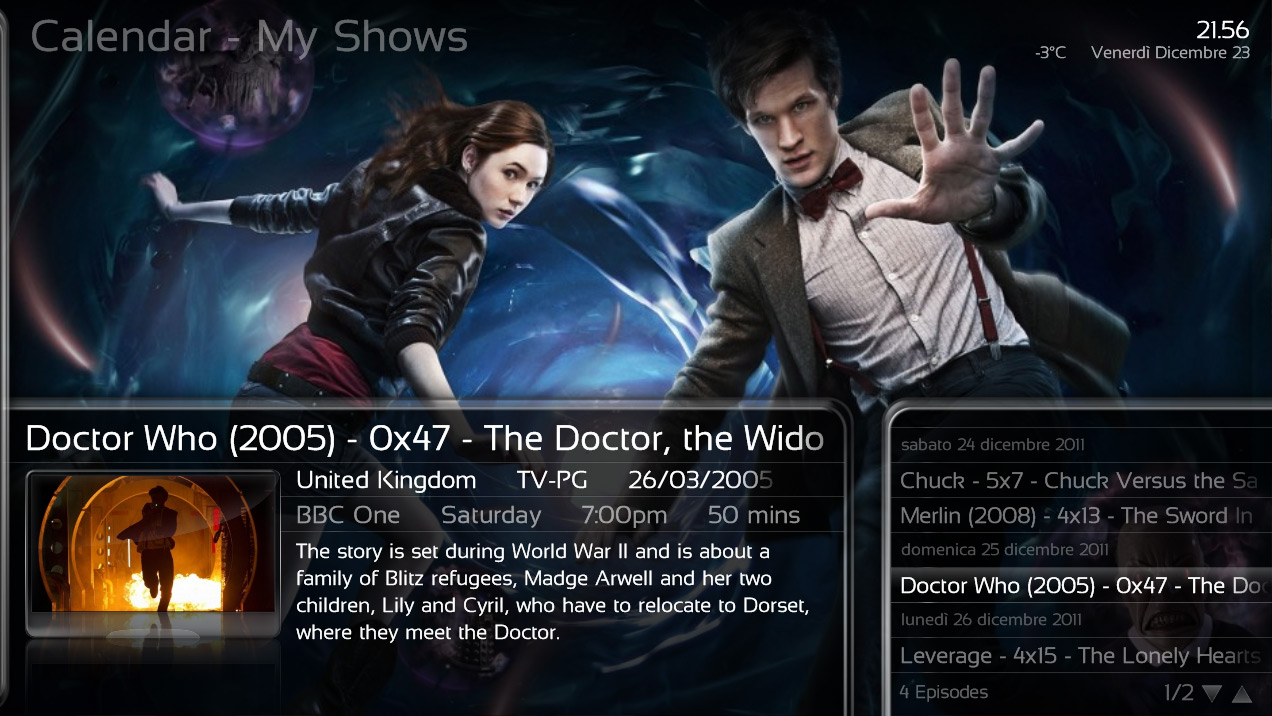 Calendar - My Shows
21.56
-3°C Venerdì Dicembre 23
Doctor Who (2005) - 0x47 - The Doctor, the Wido
United Kingdom TV-PG 26/03/2005
BBC One Saturday 7:00pm 50 mins
The story is set during World War II and is about a
family of Blitz refugees, Madge Arwell and her two
children, Lily and Cyril, who have to relocate to Dorset,
where they meet the Doctor.
sabato 24 dicembre 2011
Chuck - 5x7 - Chuck Versus the Sa
Merlin (2008) - 4x13 - The Sword In
domenica 25 dicembre 2011
Doctor Who (2005) - 0x47 - The Doc
lunedì 26 dicembre 2011
Leverage - 4x15 - The Lonely Hearts
4 Episodes 1/2